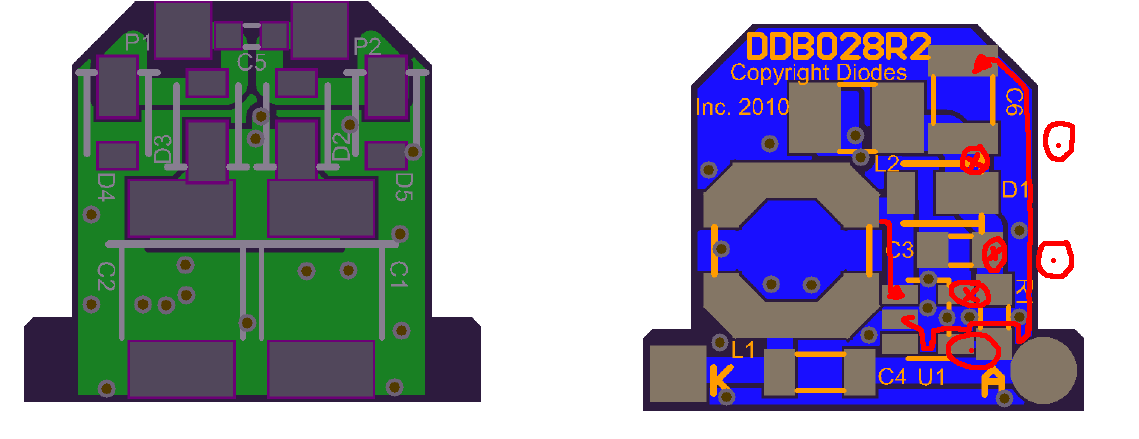 P1
P2
C5
D3
D2
D4
D5
C2
C1
DDB028R2
Copyright Diodes
Inc. 2010
C6
L2
D1
C3
L1
K
C4
U1
A